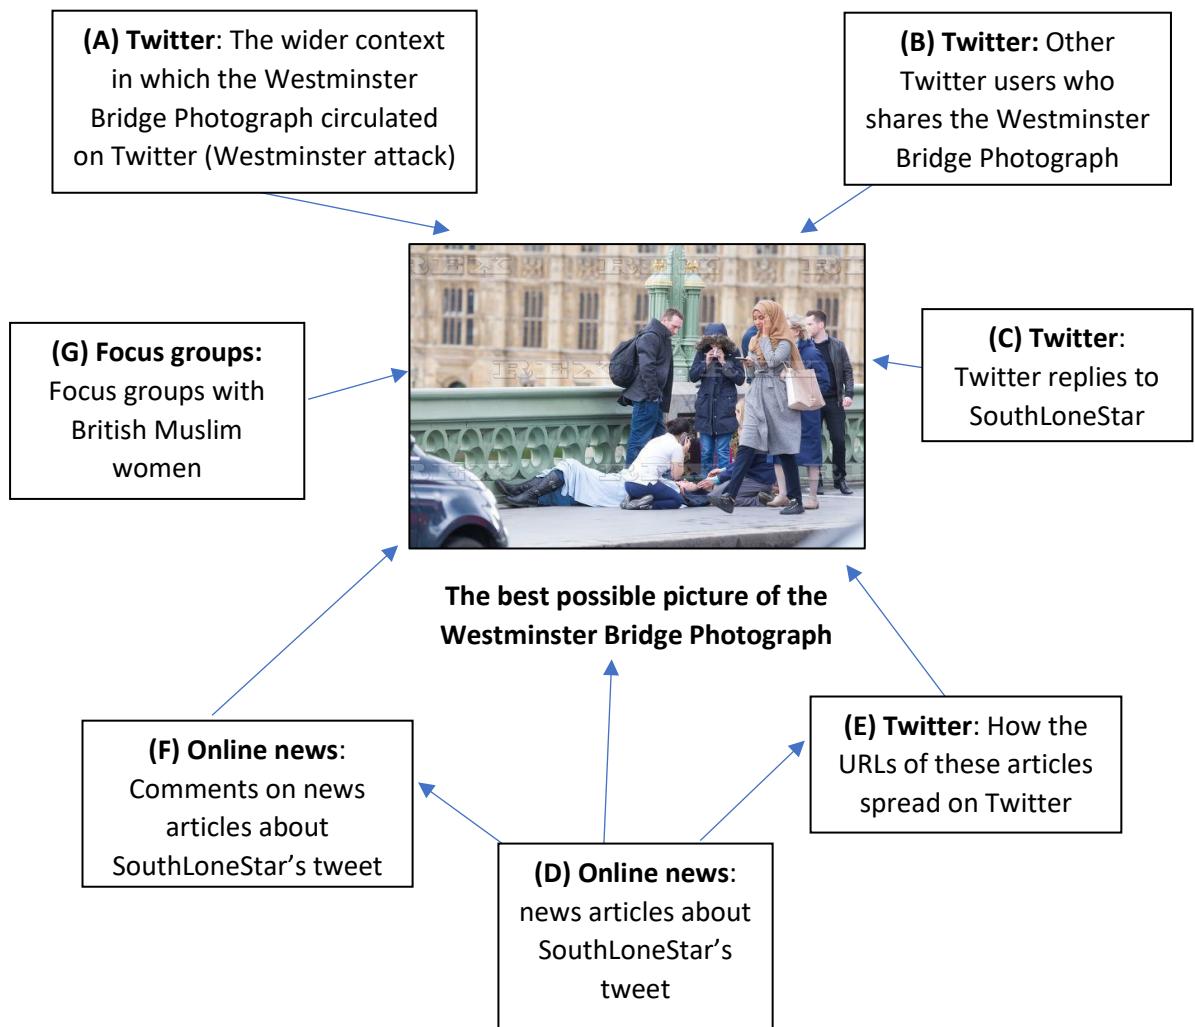 (A) Twitter: The wider context
in which the Westminster
Bridge Photograph circulated
on Twitter (Westminster attack)
(B) Twitter: Other
Twitter users who
shares the Westminster
Bridge Photograph
(G) Focus groups:
Focus groups with
British Muslim
women
(C) Twitter:
Twitter replies to
SouthLoneStar
The best possible picture of the
Westminster Bridge Photograph
(F) Online news:
Comments on news
articles about
SouthLoneStar’s tweet
(E) Twitter: How the
URLs of these articles
spread on Twitter
(D) Online news:
news articles about
SouthLoneStar’s
tweet